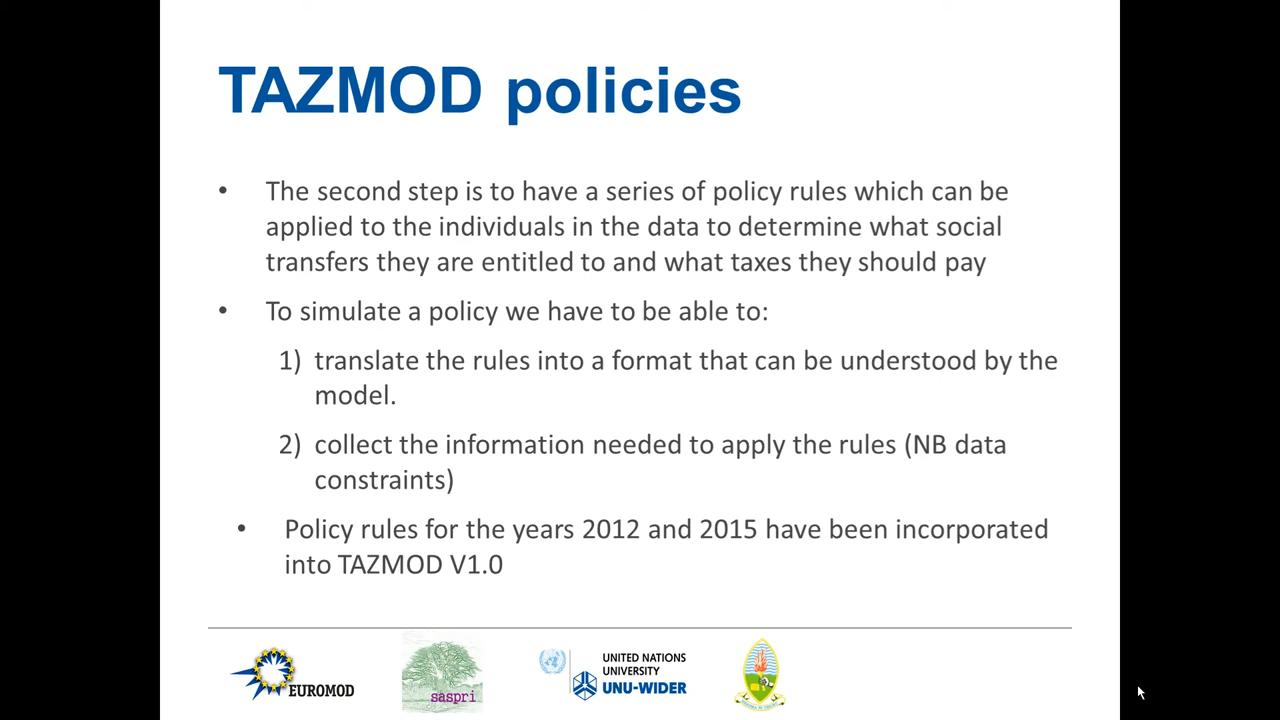 TAZMOD policies
• The second step is to have a series of policy rules which can be
applied to the individuals in the data to determine what social
transfers they are entitled to and what taxes they should pay
• To simulate a policy we have to be able to:
1) translate the rules into a format that can be understood by the
model.
2) collect the information needed to apply the rules (NB data
constraints)
• Policy rules for the years 2012 and 2015 have been incorporated
into TAZMOD V1.0
EUROMOD
saspri
UNITED NATIONS
UNIVERSITY
UNU-WIDER